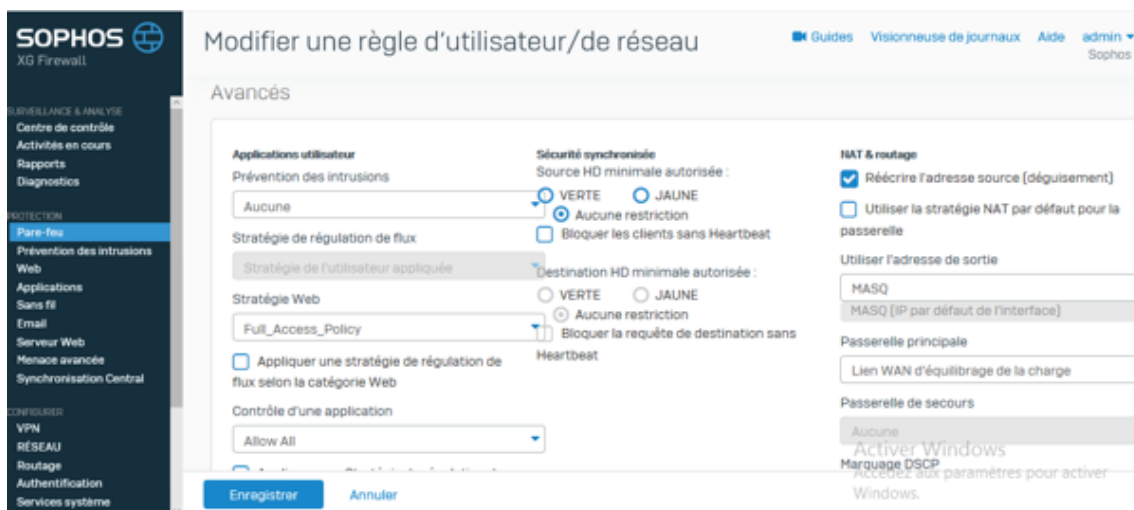 SOPHOS
XG Firewall
Modifier une règle d'utilisateur/de réseau
Guides
Visionneuse de journaux
Aide
admin
Sophos
SURVEILLANCE & ANALYSE
Centre de contrôle
Activités en cours
Rapports
Diagnostics
PROTECTION
Pare-feu
Prévention des intrusions
Web
Applications
Sans fil
Email
Serveur Web
Menace avancée
Synchronisation Central
CONFIGURER
VPN
RÉSEAU
Routage
Authentification
Services système
Avancés
Applications utilisateur
Prévention des intrusions
Aucune
Stratégie de régulation de flux
Stratégie de l'utilisateur appliquée
Stratégie Web
Full_Access_Policy
Appliquer une stratégie de régulation de
flux selon la catégorie Web
Contrôle d'une application
Allow All
Sécurité synchronisée
Source HD minimale autorisée :
VERTE
JAUNE
Aucune restriction
Bloquer les clients sans Heartbeat
Destination HD minimale autorisée :
VERTE
JAUNE
Aucune restriction
Bloquer la requête de destination sans
Heartbeat
NAT & routage
Réécrire l'adresse source (déguisement)
Utiliser la stratégie NAT par défaut pour la
passerelle
Utiliser l'adresse de sortie
MASQ
MASQ (IP par défaut de l'interface)
Passerelle principale
Lien WAN d'équilibrage de la charge
Passerelle de secours
Aucune
Marquage DSCP
Activer Windows
Accédez aux paramètres pour activer
Windows.
Enregistrer
Annuler